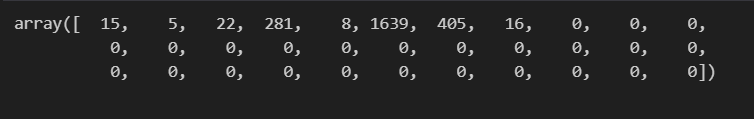 array([  15,    5,   22,  281,    8, 1639,  405,   16,    0,    0,    0,
          0,    0,    0,    0,    0,    0,    0,    0,    0,    0,    0,
          0,    0,    0,    0,    0,    0,    0,    0,    0,    0,    0])